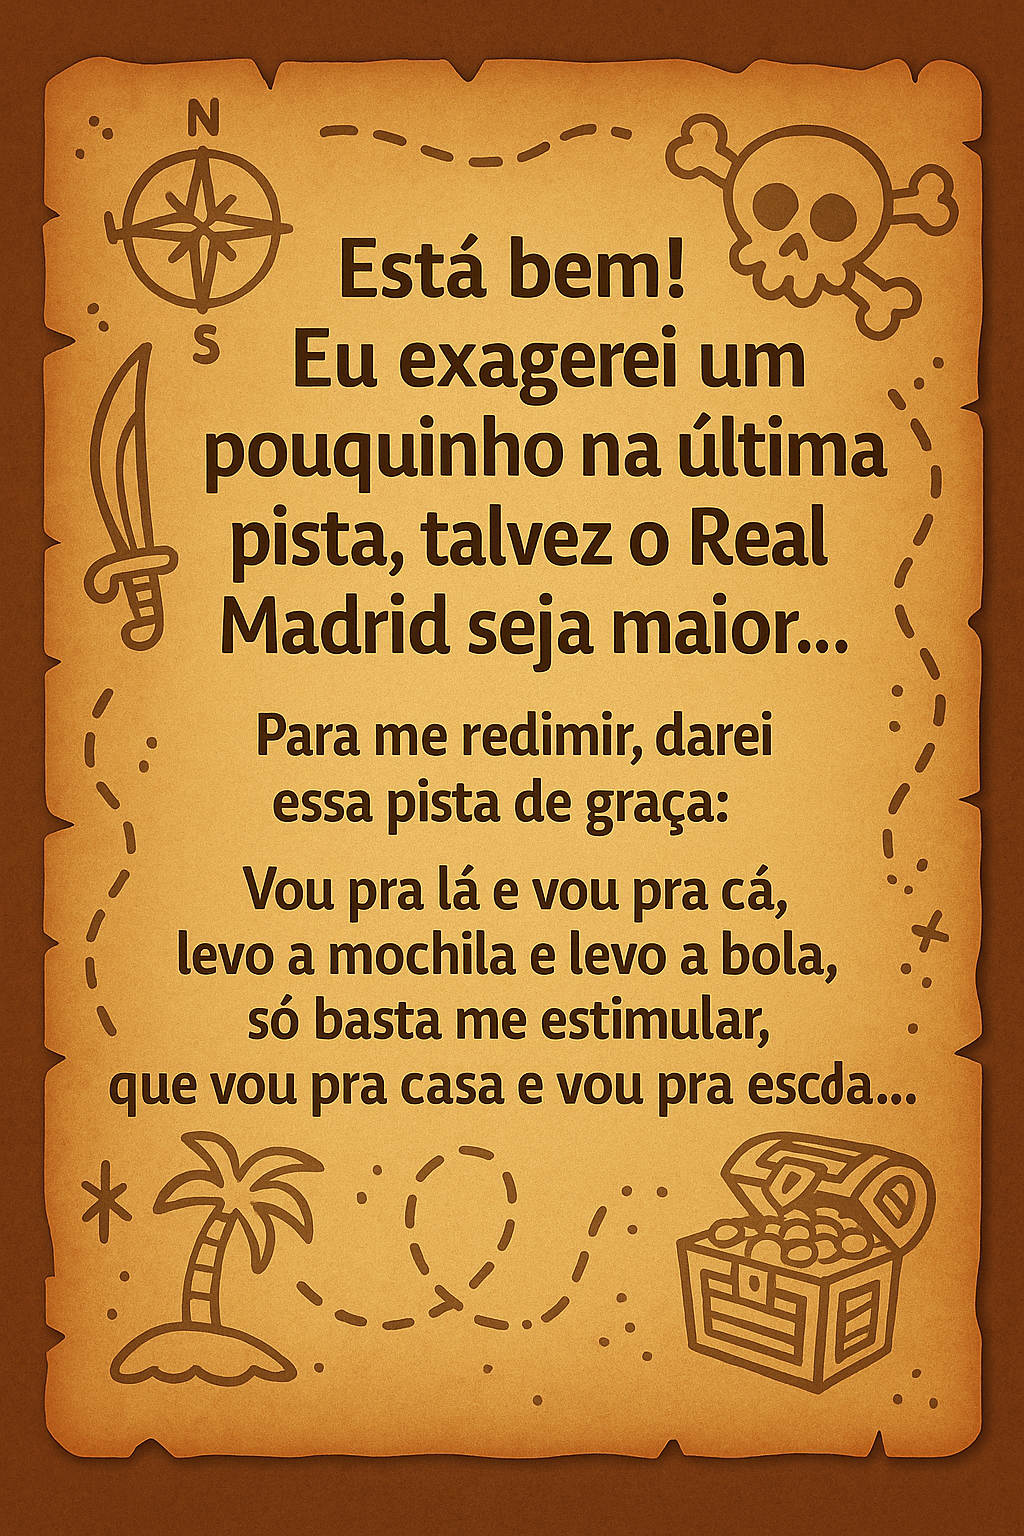 N
S
Está bem!
Eu exagerei um
pouquinho na última
pista, talvez o Real
Madrid seja maior...
Para me redimir, darei
essa pista de graça:
Vou pra lá e vou pra cá,
levo a mochila e levo a bola,
só basta me estimular,
que vou pra casa e vou pra escda...